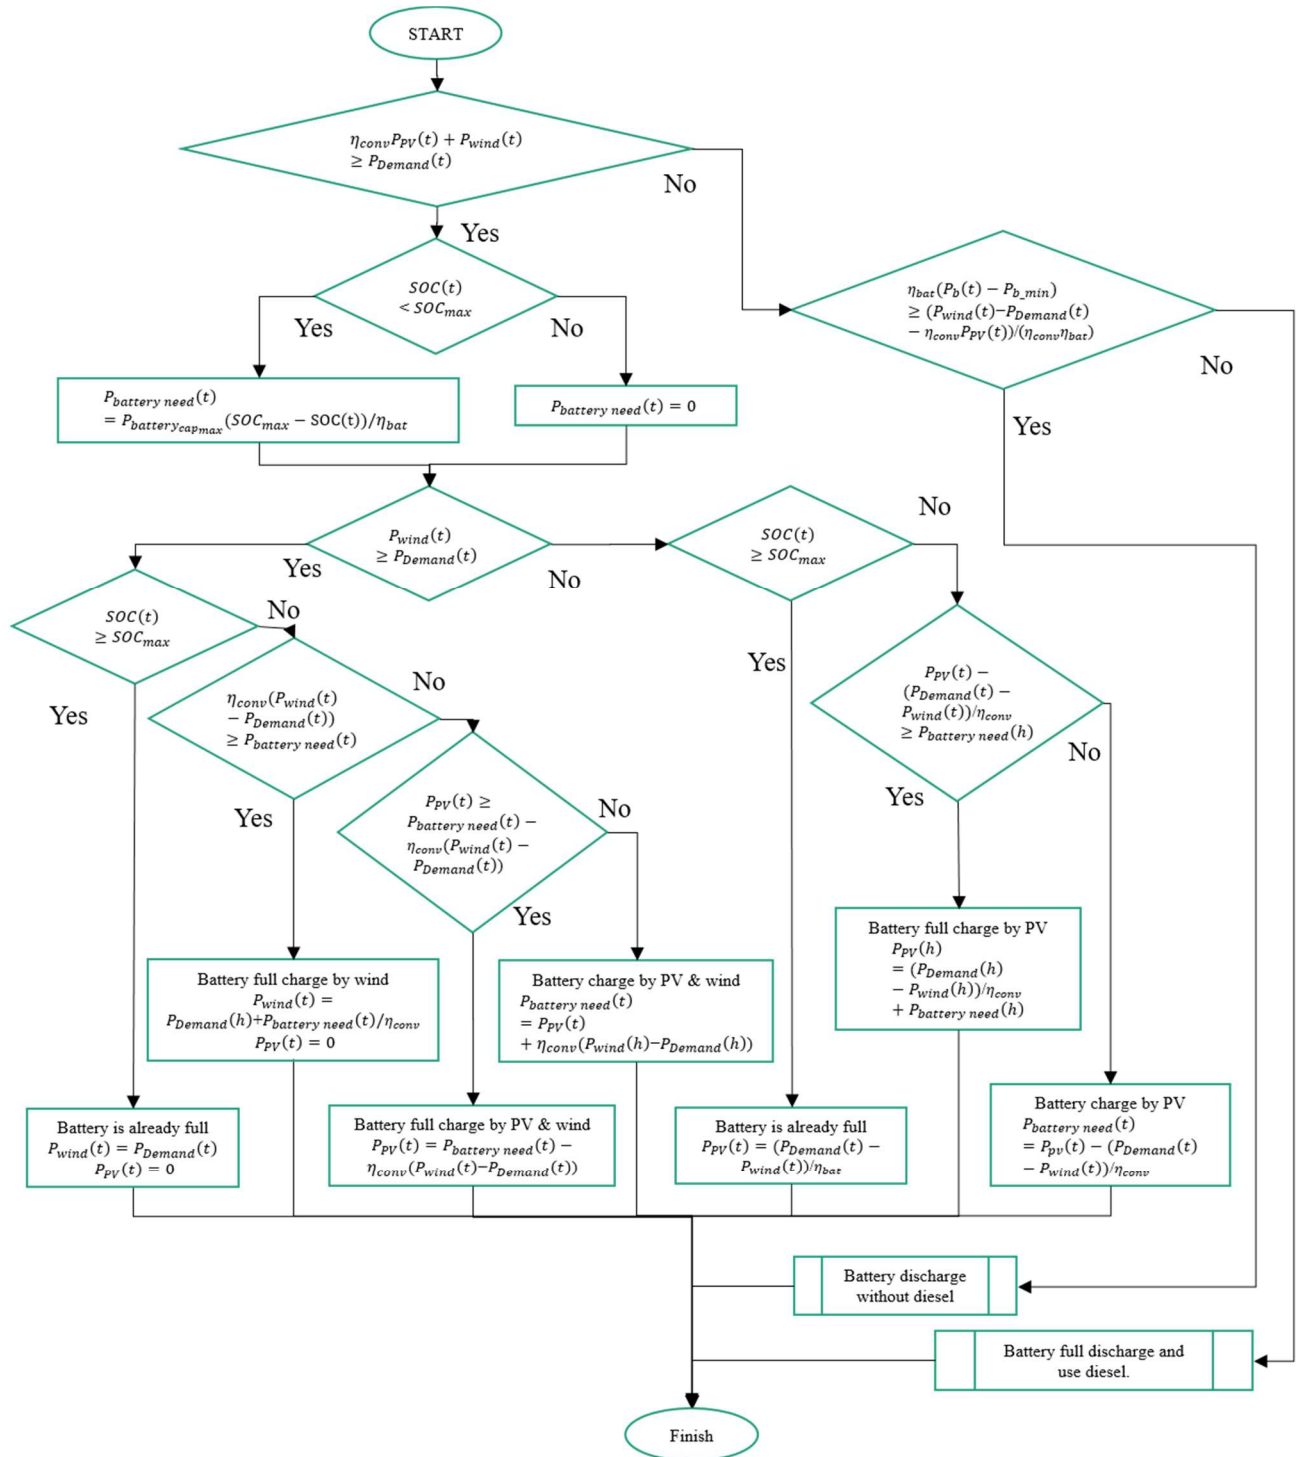 START
η_conv P_PV(t) + P_wind(t)
≥ P_Demand(t)
No
Yes
SOC(t)
< SOC_max
Yes
No
η_bat(P_b(t) − P_b_min)
≥ (P_wind(t)−P_Demand(t)
− η_conv P_PV(t))/(η_conv η_bat)
No
Yes
P_battery need(t)
= P_battery_cap_max(SOC_max − SOC(t))/η_bat
P_battery need(t) = 0
P_wind(t)
≥ P_Demand(t)
Yes
No
SOC(t)
≥ SOC_max
No
Yes
SOC(t)
≥ SOC_max
No
Yes
η_conv(P_wind(t)
− P_Demand(t))
≥ P_battery need(t)
No
Yes
P_PV(t) ≥
P_battery need(t) −
η_conv(P_wind(t) −
P_Demand(t))
No
Yes
P_PV(t) −
(P_Demand(t) −
P_wind(t))/η_conv
≥ P_battery need(h)
No
Yes
Battery full charge by wind
P_wind(t) =
P_Demand(h)+P_battery need(t)/η_conv
P_PV(t) = 0
Battery charge by PV & wind
P_battery need(t)
= P_PV(t)
+ η_conv(P_wind(h)−P_Demand(h))
Battery full charge by PV
P_PV(h)
= (P_Demand(h)
− P_wind(h))/η_conv
+ P_battery need(h)
Battery is already full
P_wind(t) = P_Demand(t)
P_PV(t) = 0
Battery full charge by PV & wind
P_PV(t) = P_battery need(t) −
η_conv(P_wind(t)−P_Demand(t))
Battery is already full
P_PV(t) = (P_Demand(t) −
P_wind(t))/η_bat
Battery charge by PV
P_battery need(t)
= P_pv(t) − (P_Demand(t)
− P_wind(t))/η_conv
Battery discharge
without diesel
Battery full discharge and
use diesel.
Finish